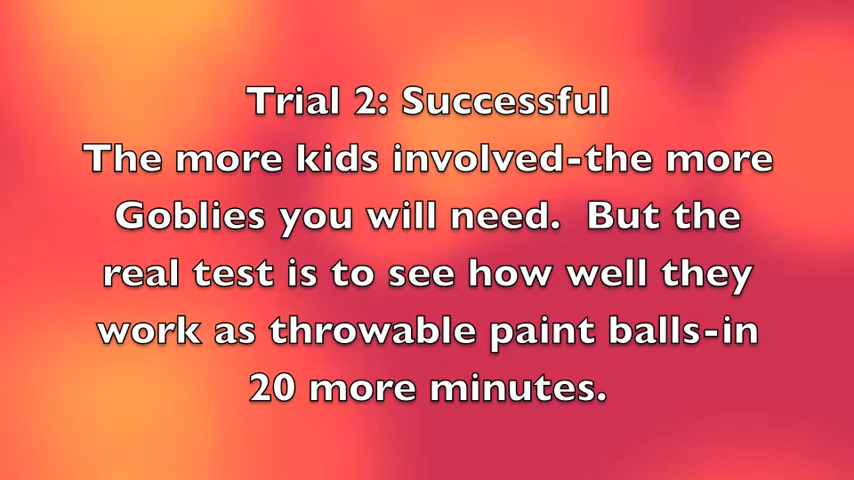 Trial 2: Successful
The more kids involved-the more
Goblies you will need.  But the
real test is to see how well they
work as throwable paint balls-in
20 more minutes.